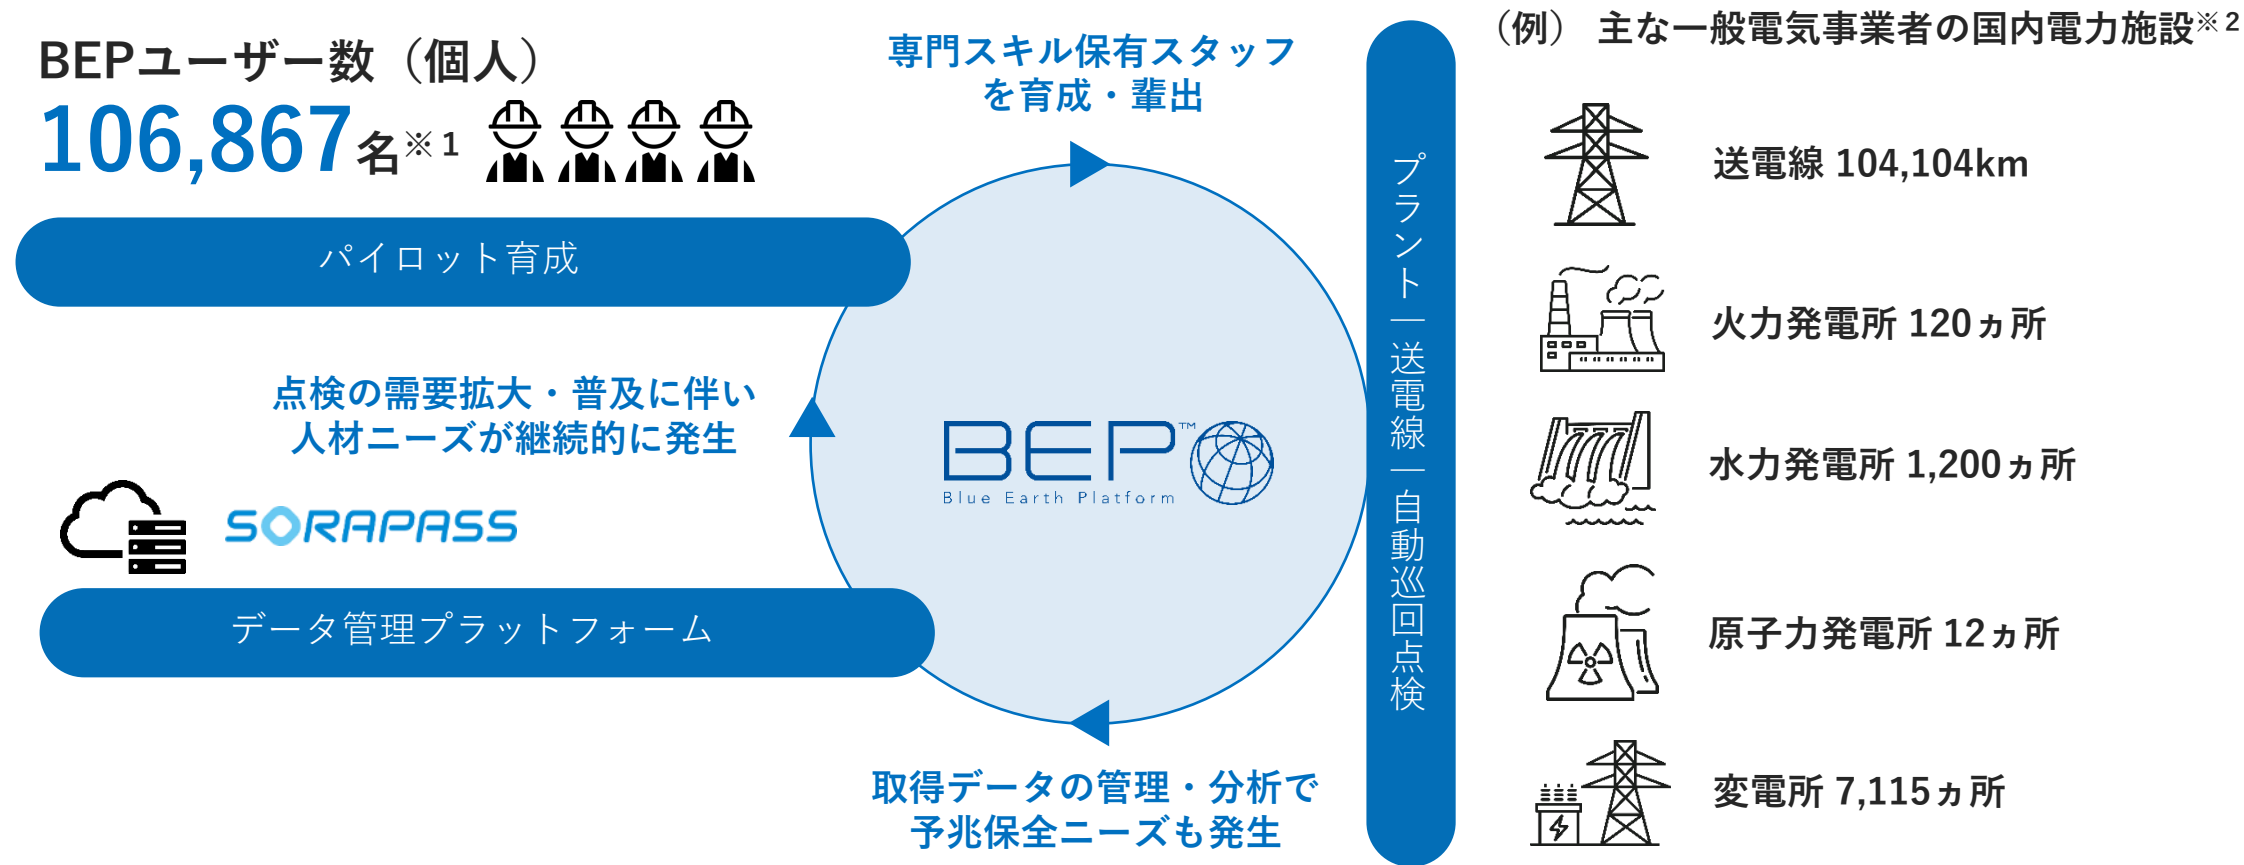 BEPユーザー数（個人）
106,867名※1
パイロット育成
点検の需要拡大・普及に伴い
人材ニーズが継続的に発生
SORAPASS
データ管理プラットフォーム
専門スキル保有スタッフ
を育成・輩出
BEP™
Blue Earth Platform
取得データの管理・分析で
予兆保全ニーズも発生
プラント｜送電線｜自動巡回点検
（例） 主な一般電気事業者の国内電力施設※2
送電線 104,104km
火力発電所 120ヵ所
水力発電所 1,200ヵ所
原子力発電所 12ヵ所
変電所 7,115ヵ所